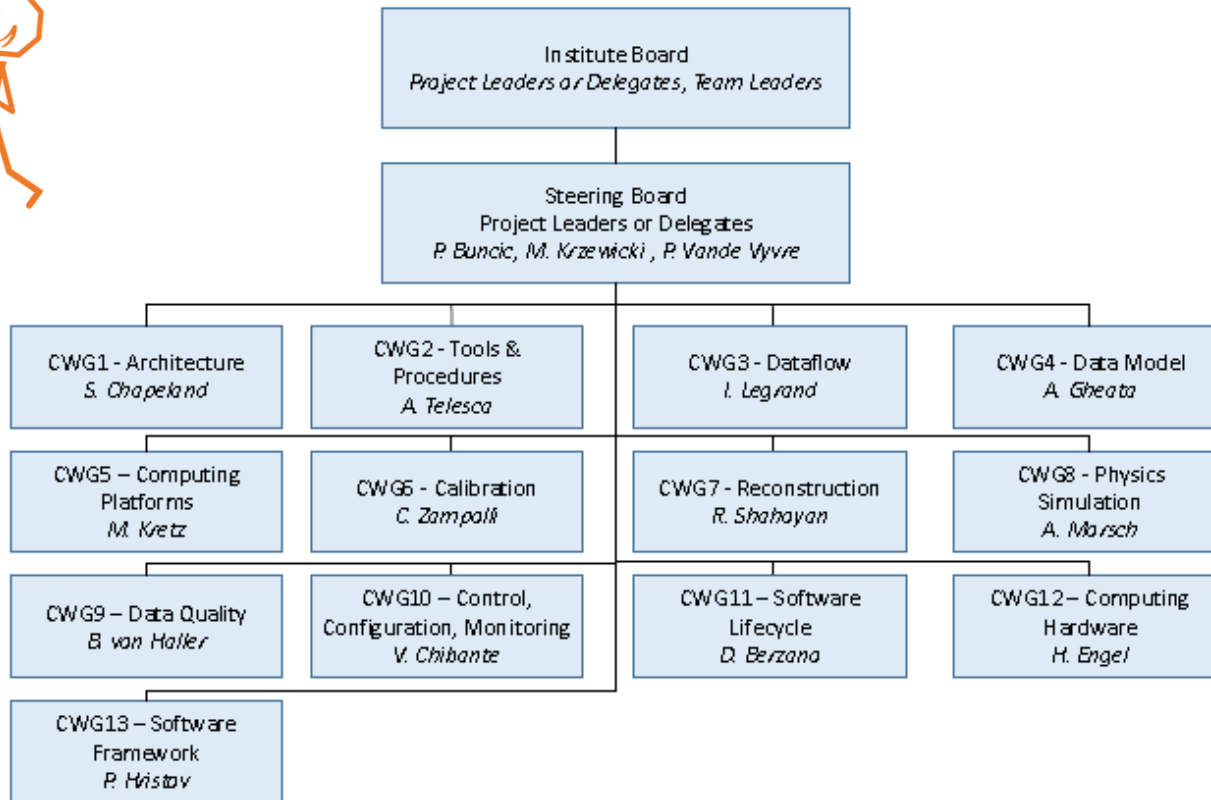 Institute Board
Project Leaders or Delegates, Team Leaders
Steering Board
Project Leaders or Delegates
P. Buncic, M. Krzewicki , P. Vande Vyvre
CWG1 - Architecture
S. Chapeland
CWG2 - Tools &
Procedures
A. Telesca
CWG3 - Dataflow
I. Legrand
CWG4 - Data Model
A. Gheata
CWG5 – Computing
Platforms
M. Kretz
CWG6 - Calibration
C. Zampolli
CWG7 - Reconstruction
R. Shahoyan
CWG8 - Physics
Simulation
A. Morsch
CWG9 – Data Quality
B. von Haller
CWG10 – Control,
Configuration, Monitoring
V. Chibante
CWG11 – Software
Lifecycle
D. Berzano
CWG12 – Computing
Hardware
H. Engel
CWG13 – Software
Framework
P. Hristov